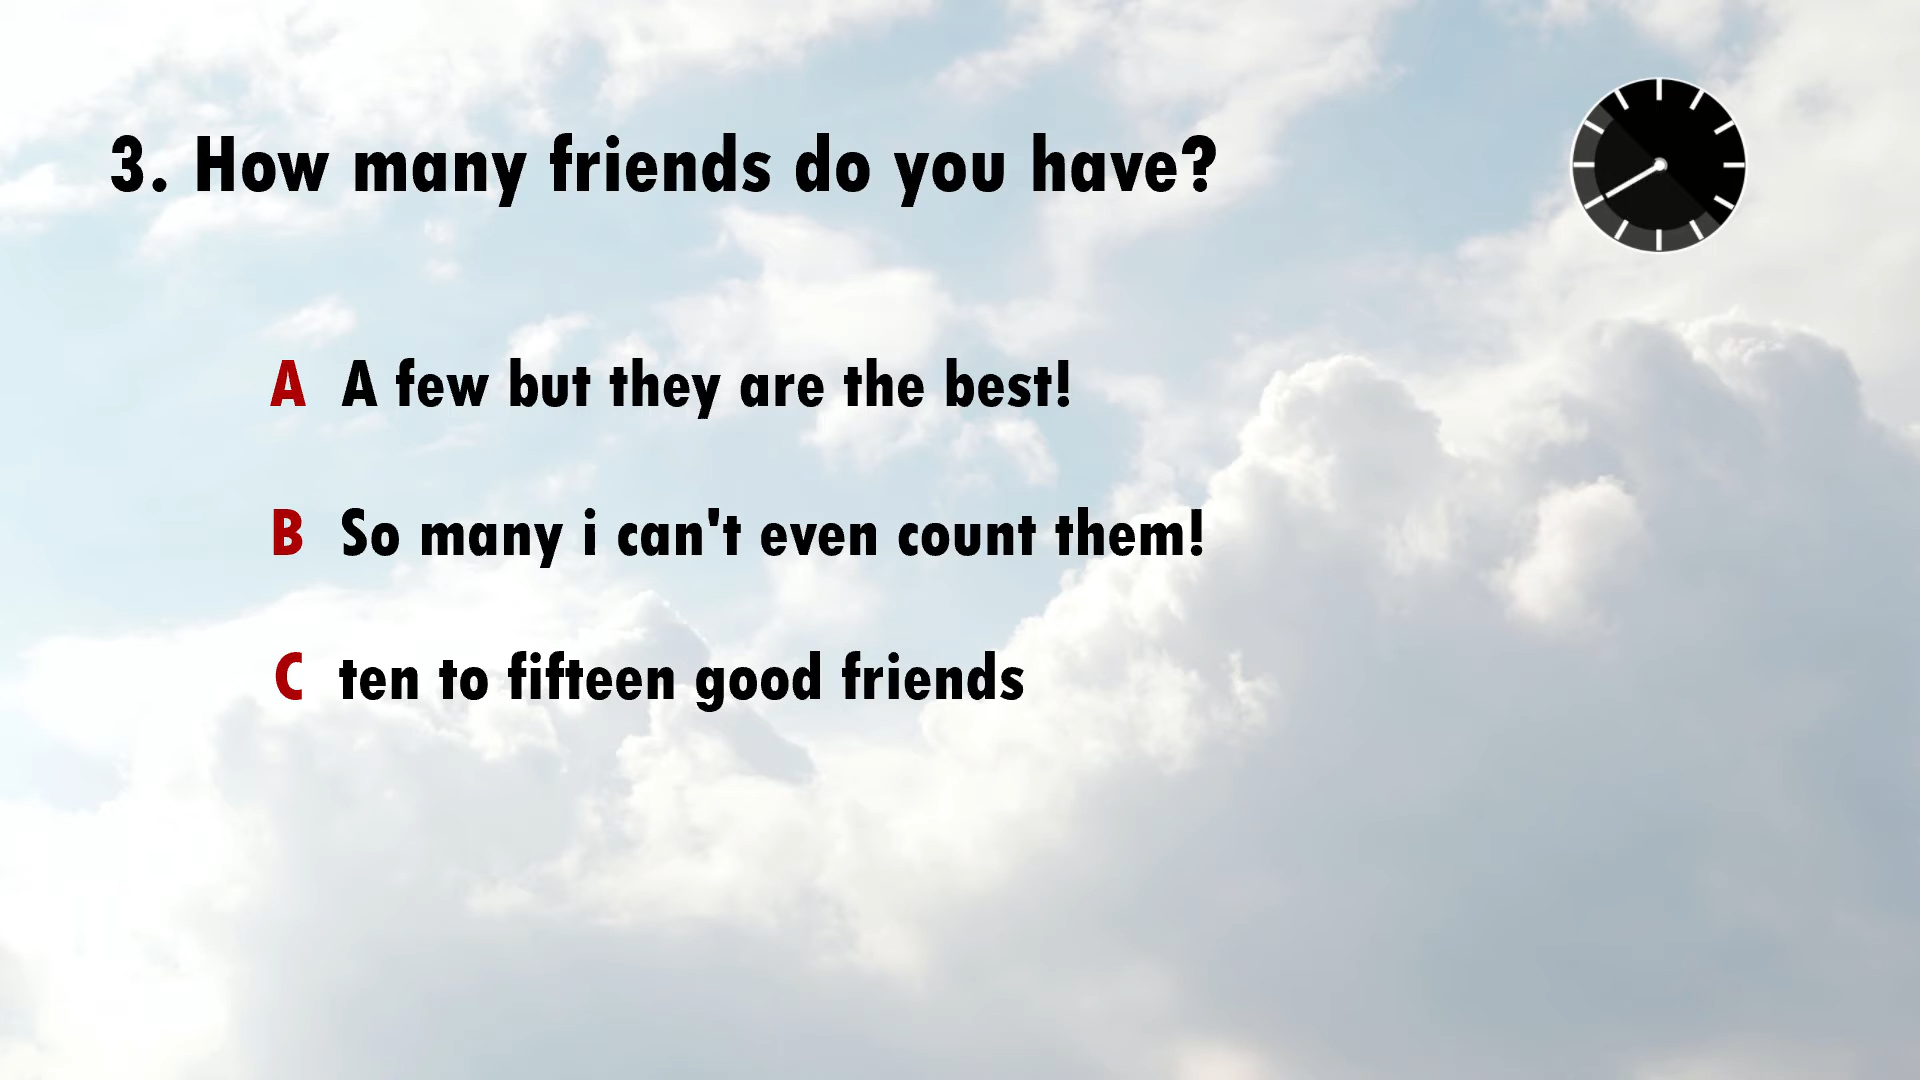 3. How many friends do you have?
A A few but they are the best!
B So many i can't even count them!
C ten to fifteen good friends